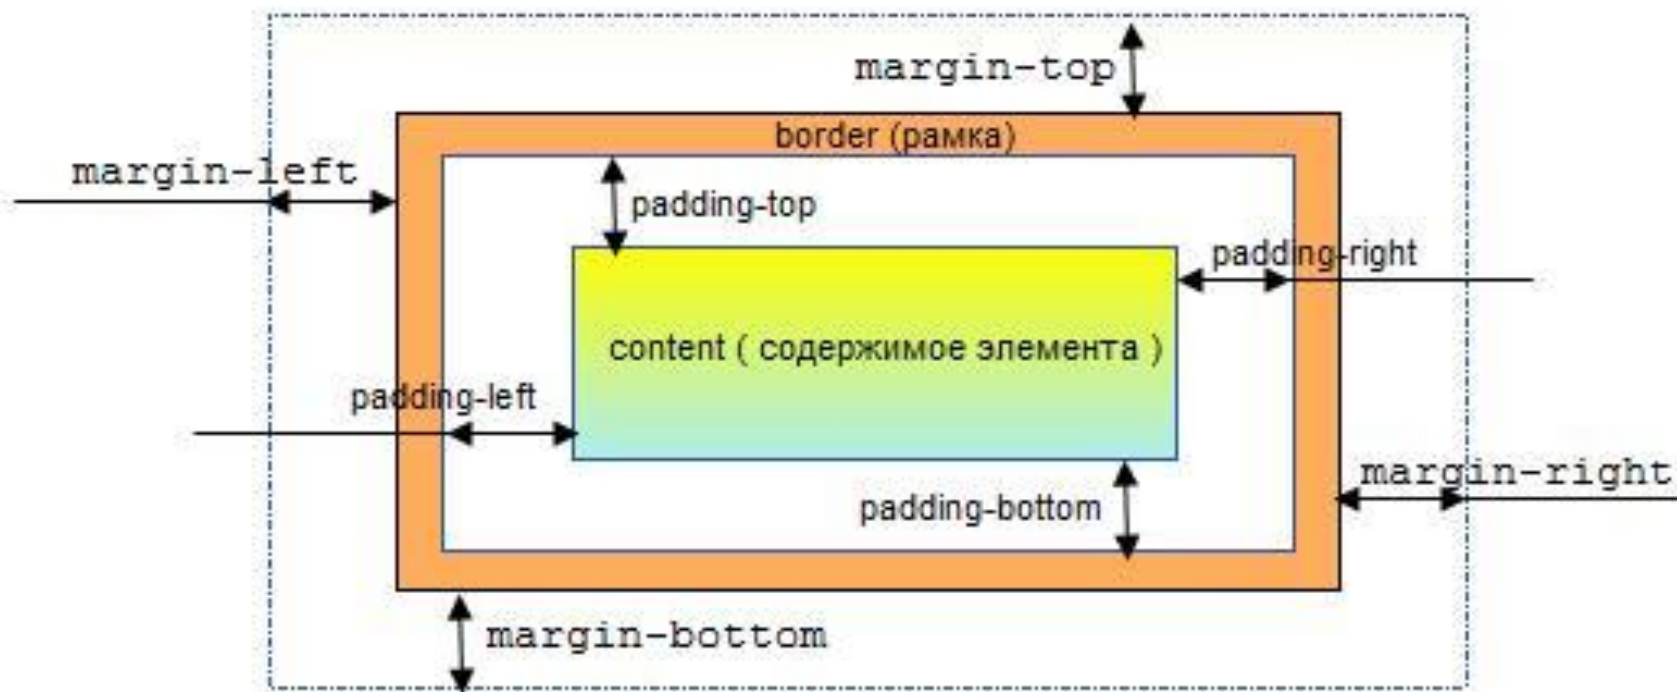 margin-top
border (рамка)
margin-left
padding-top
padding-right
content ( содержимое элемента )
padding-left
margin-right
padding-bottom
margin-bottom